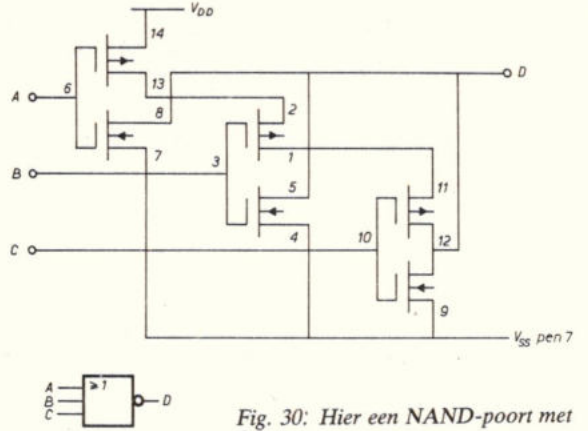 V_DD
14
6
13
A
8
D
2
7
1
B
3
11
5
4
C
10
12
9
V_SS pen 7
A
B
C
≥1
D
Fig. 30: Hier een NAND-poort met